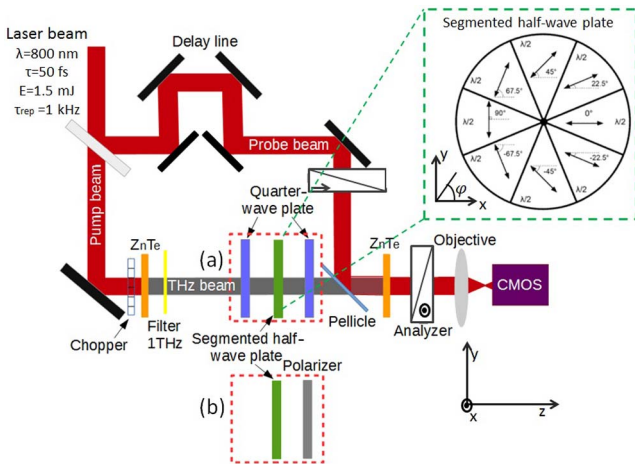 Laser beam
λ=800 nm
τ=50 fs
E=1.5 mJ
τrep =1 kHz
Delay line
Probe beam
Pump beam
Segmented half-wave plate
λ/2
λ/2
λ/2
λ/2
λ/2
λ/2
λ/2
λ/2
45°
67.5°
22.5°
90°
0°
-67.5°
-45°
-22.5°
y
φ
x
Quarter-
wave plate
ZnTe
(a)
THz beam
ZnTe
Objective
CMOS
Chopper
Filter
1THz
Segmented half-
wave plate
Pellicle
Analyzer
Polarizer
(b)
y
x
z